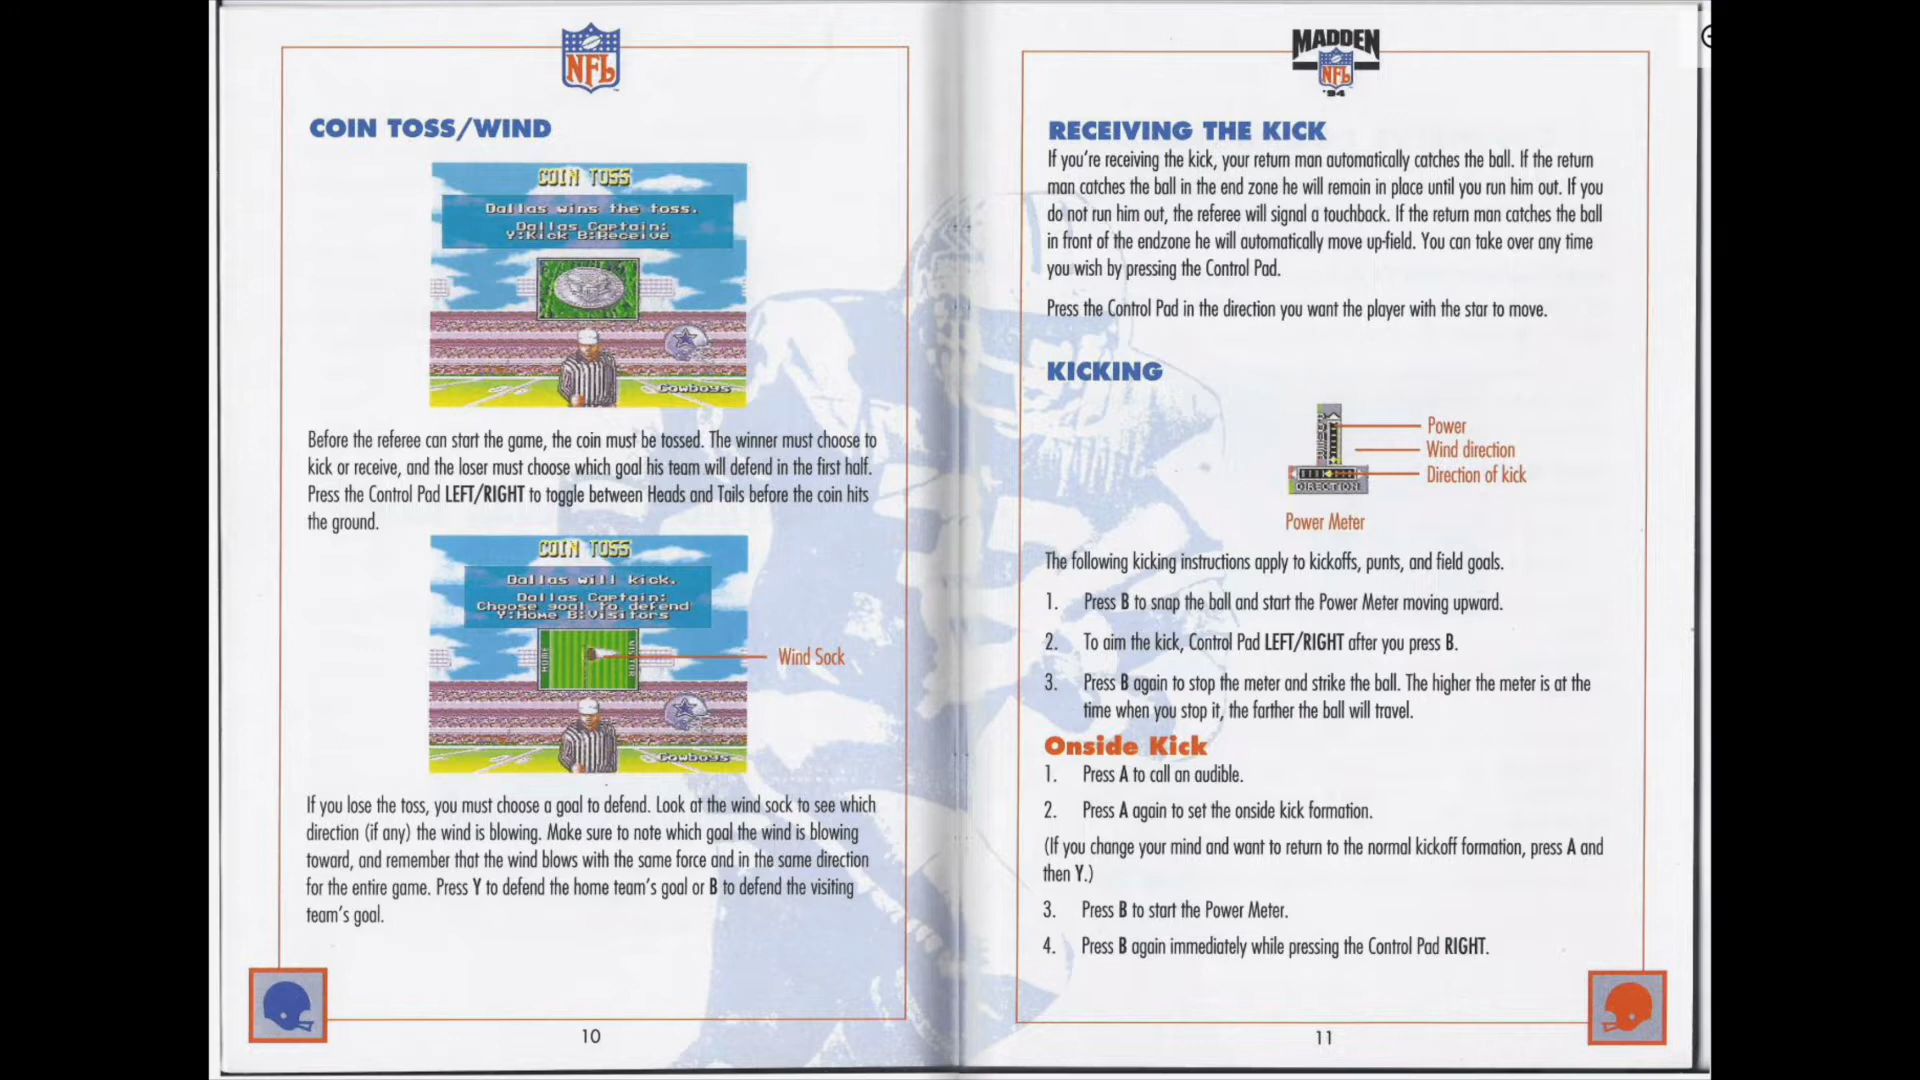 NFL
COIN TOSS/WIND
COIN TOSS
Dallas wins the toss.
Dallas Captain:
Y:Kick B:Receive
Cowboys
Before the referee can start the game, the coin must be tossed. The winner must choose to
kick or receive, and the loser must choose which goal his team will defend in the first half.
Press the Control Pad LEFT/RIGHT to toggle between Heads and Tails before the coin hits
the ground.
COIN TOSS
Dallas will kick.
Dallas Captain:
Choose goal to defend
Y:Home B:Visitors
HOME
Wind Sock
Cowboys
If you lose the toss, you must choose a goal to defend. Look at the wind sock to see which
direction (if any) the wind is blowing. Make sure to note which goal the wind is blowing
toward, and remember that the wind blows with the same force and in the same direction
for the entire game. Press Y to defend the home team's goal or B to defend the visiting
team's goal.
10
MADDEN
NFL
'94
RECEIVING THE KICK
If you're receiving the kick, your return man automatically catches the ball. If the return
man catches the ball in the end zone he will remain in place until you run him out. If you
do not run him out, the referee will signal a touchback. If the return man catches the ball
in front of the endzone he will automatically move up-field. You can take over any time
you wish by pressing the Control Pad.
Press the Control Pad in the direction you want the player with the star to move.
KICKING
Power
Wind direction
Direction of kick
DIRECTION
Power Meter
The following kicking instructions apply to kickoffs, punts, and field goals.
1. Press B to snap the ball and start the Power Meter moving upward.
2. To aim the kick, Control Pad LEFT/RIGHT after you press B.
3. Press B again to stop the meter and strike the ball. The higher the meter is at the
time when you stop it, the farther the ball will travel.
Onside Kick
1. Press A to call an audible.
2. Press A again to set the onside kick formation.
(If you change your mind and want to return to the normal kickoff formation, press A and
then Y.)
3. Press B to start the Power Meter.
4. Press B again immediately while pressing the Control Pad RIGHT.
11